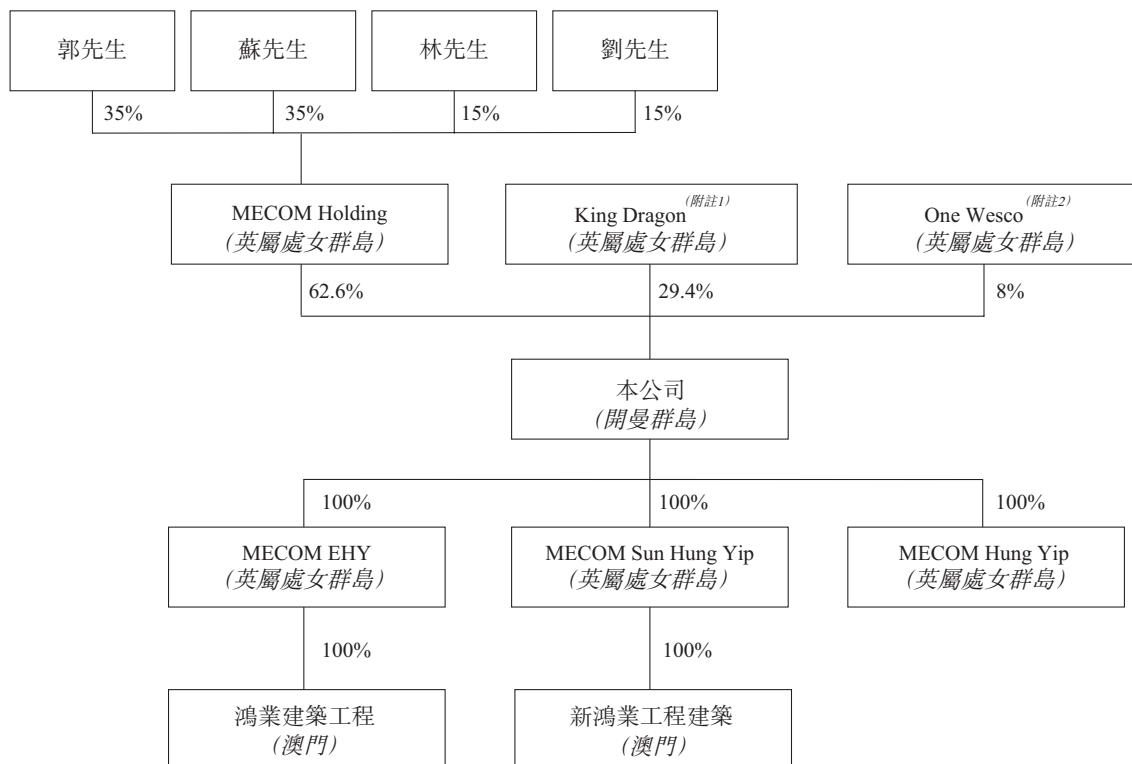 郭先生
蘇先生
林先生
劉先生
35%
35%
15%
15%
MECOM Holding
(英屬處女群島)
King Dragon(附註1)
(英屬處女群島)
One Wesco(附註2)
(英屬處女群島)
62.6%
29.4%
8%
本公司
(開曼群島)
100%
100%
100%
MECOM EHY
(英屬處女群島)
MECOM Sun Hung Yip
(英屬處女群島)
MECOM Hung Yip
(英屬處女群島)
100%
100%
鴻業建築工程
(澳門)
新鴻業工程建築
(澳門)